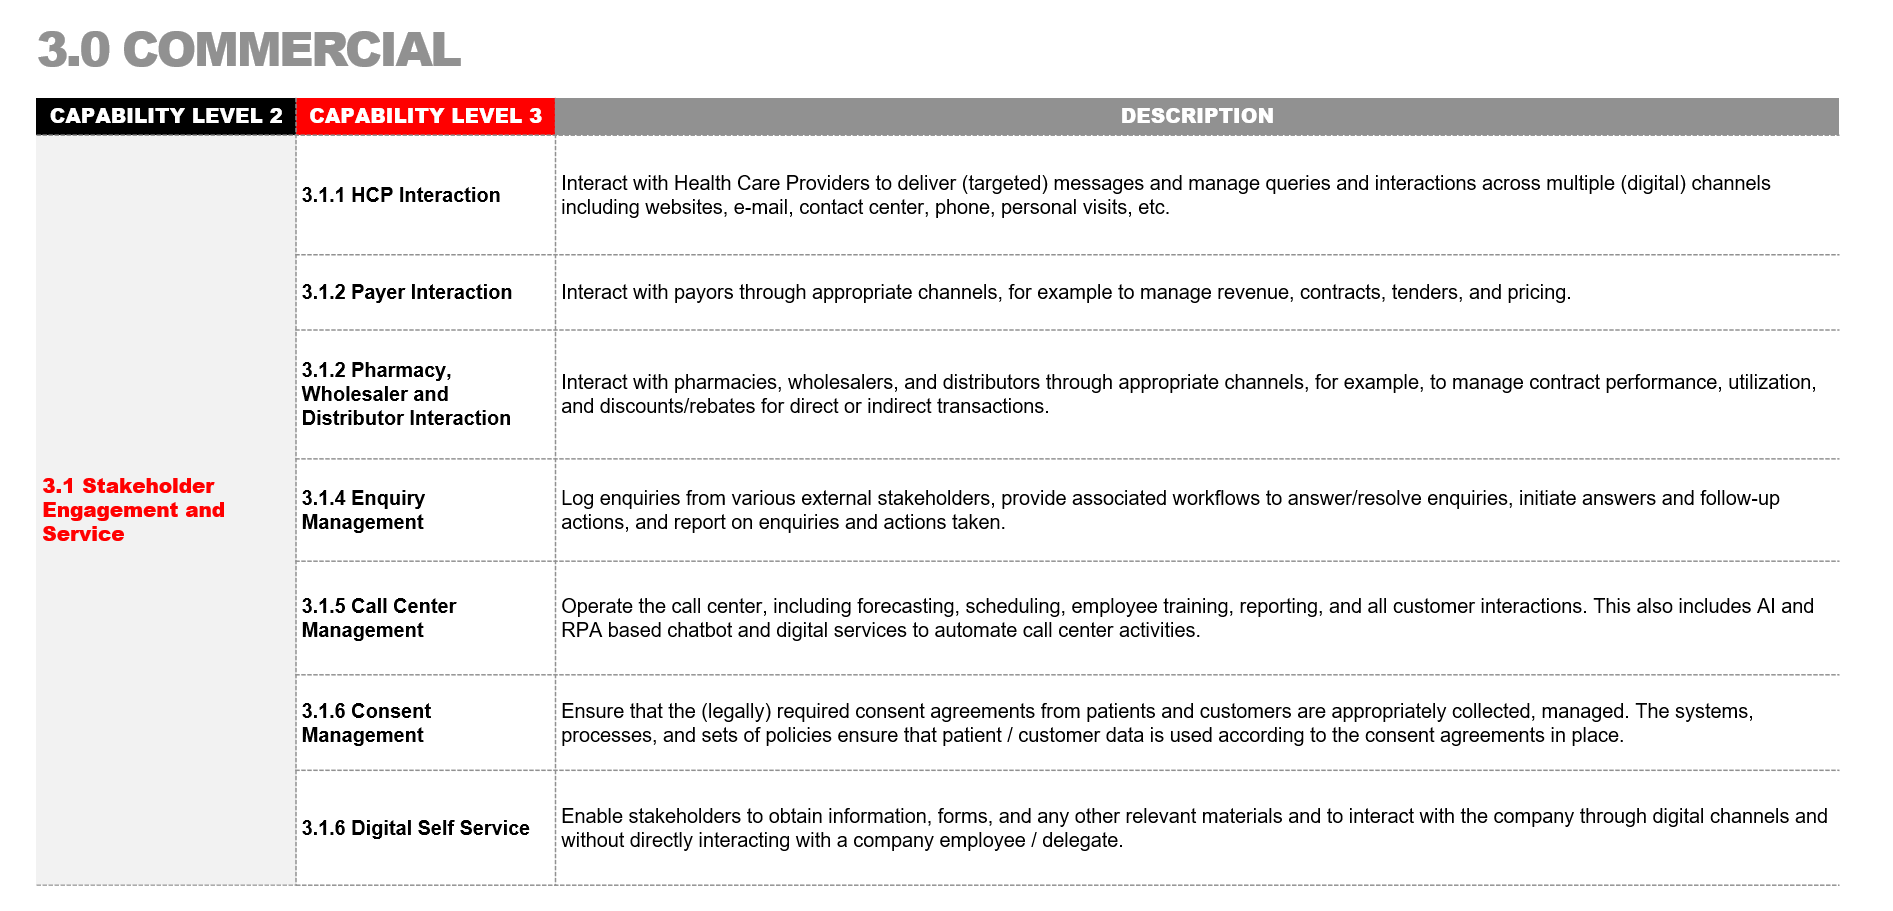 3.0 COMMERCIAL
CAPABILITY LEVEL 2
CAPABILITY LEVEL 3
DESCRIPTION
3.1 Stakeholder
Engagement and
Service
3.1.1 HCP Interaction
Interact with Health Care Providers to deliver (targeted) messages and manage queries and interactions across multiple (digital) channels
including websites, e-mail, contact center, phone, personal visits, etc.
3.1.2 Payer Interaction
Interact with payors through appropriate channels, for example to manage revenue, contracts, tenders, and pricing.
3.1.2 Pharmacy,
Wholesaler and
Distributor Interaction
Interact with pharmacies, wholesalers, and distributors through appropriate channels, for example, to manage contract performance, utilization,
and discounts/rebates for direct or indirect transactions.
3.1.4 Enquiry
Management
Log enquiries from various external stakeholders, provide associated workflows to answer/resolve enquiries, initiate answers and follow-up
actions, and report on enquiries and actions taken.
3.1.5 Call Center
Management
Operate the call center, including forecasting, scheduling, employee training, reporting, and all customer interactions. This also includes AI and
RPA based chatbot and digital services to automate call center activities.
3.1.6 Consent
Management
Ensure that the (legally) required consent agreements from patients and customers are appropriately collected, managed. The systems,
processes, and sets of policies ensure that patient / customer data is used according to the consent agreements in place.
3.1.6 Digital Self Service
Enable stakeholders to obtain information, forms, and any other relevant materials and to interact with the company through digital channels and
without directly interacting with a company employee / delegate.